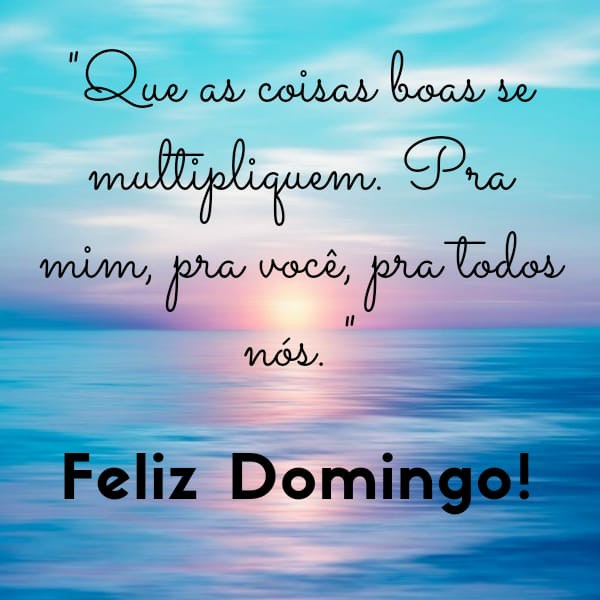 "Que as coisas boas se
multipliquem. Pra
mim, pra você, pra todos
nós. "
Feliz Domingo!